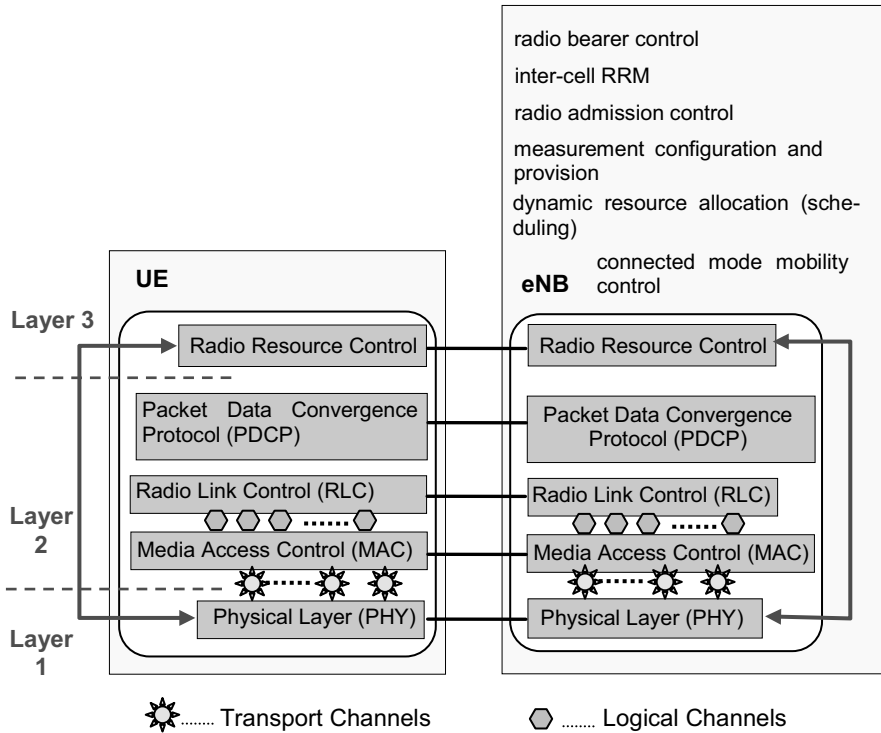 radio bearer control
inter-cell RRM
radio admission control
measurement configuration and
provision
dynamic resource allocation (sche-
duling)
connected mode mobility
control
eNB
UE
Layer 3
Radio Resource Control
Radio Resource Control
Packet Data Convergence
Protocol (PDCP)
Packet Data Convergence
Protocol (PDCP)
Layer
2
Radio Link Control (RLC)
Radio Link Control (RLC)
Media Access Control (MAC)
Media Access Control (MAC)
Physical Layer (PHY)
Physical Layer (PHY)
Layer
1
........ Transport Channels
........ Logical Channels